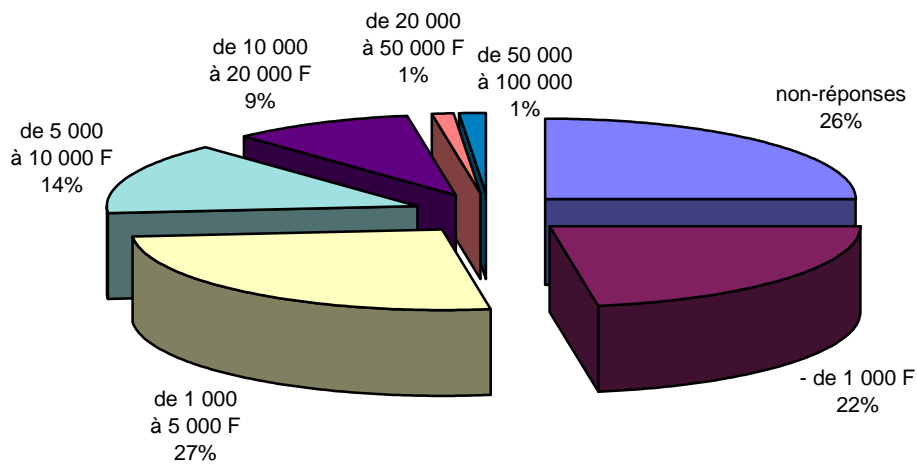 de 10 000
à 20 000 F
9%
de 20 000
à 50 000 F
1%
de 50 000
à 100 000
1%
non-réponses
26%
de 5 000
à 10 000 F
14%
- de 1 000 F
22%
de 1 000
à 5 000 F
27%